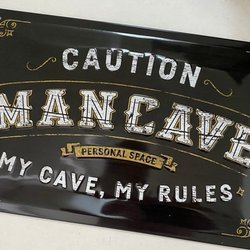 CAUTION
MANCAVE
PERSONAL SPACE
MY CAVE, MY RULES